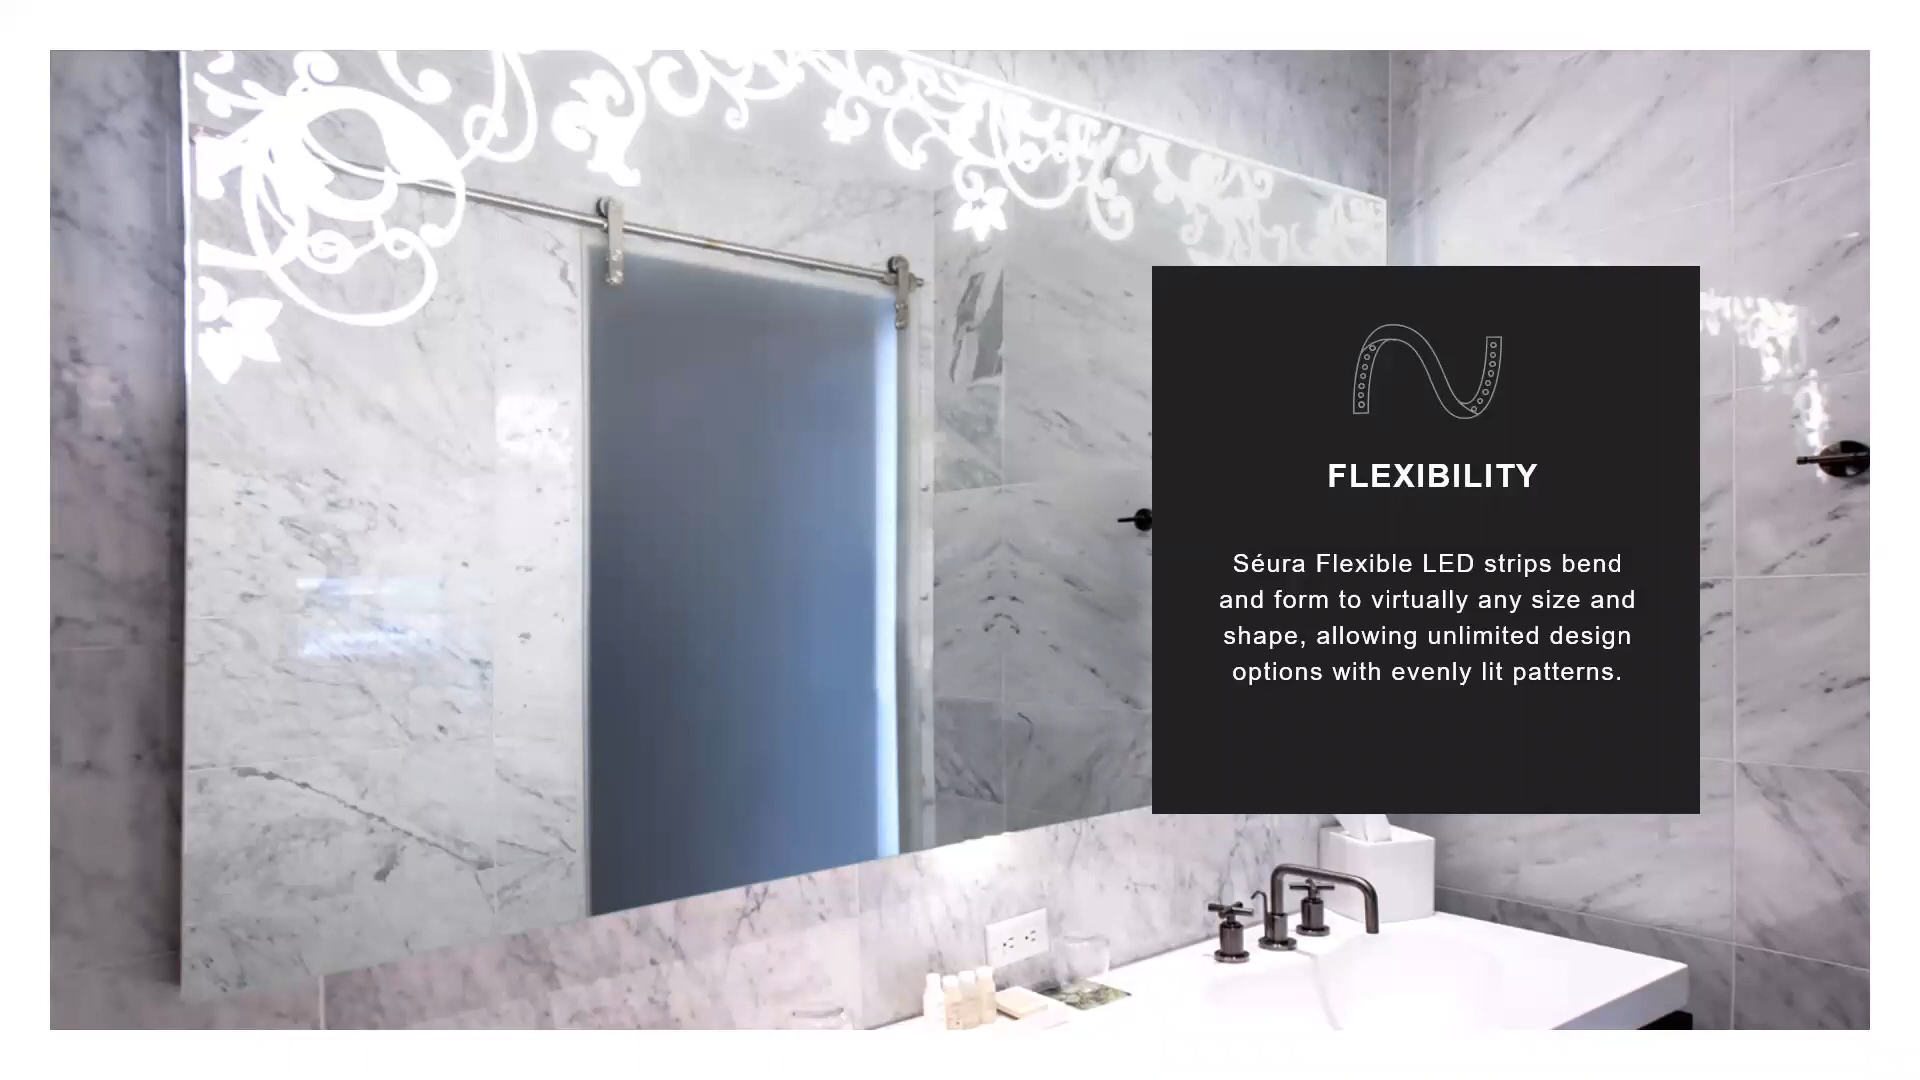 FLEXIBILITY
Séura Flexible LED strips bend
and form to virtually any size and
shape, allowing unlimited design
options with evenly lit patterns.